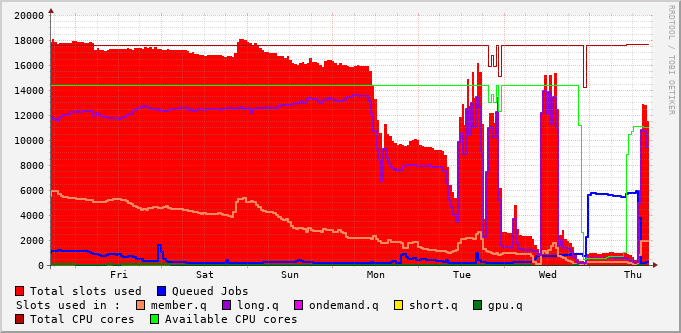 20000
18000
16000
14000
12000
10000
8000
6000
4000
2000
0
Fri Sat Sun Mon Tue Wed Thu
RRDTOOL / TOBI OETIKER
Total slots used Queued Jobs
Slots used in : member.q long.q ondemand.q short.q gpu.q
Total CPU cores Available CPU cores